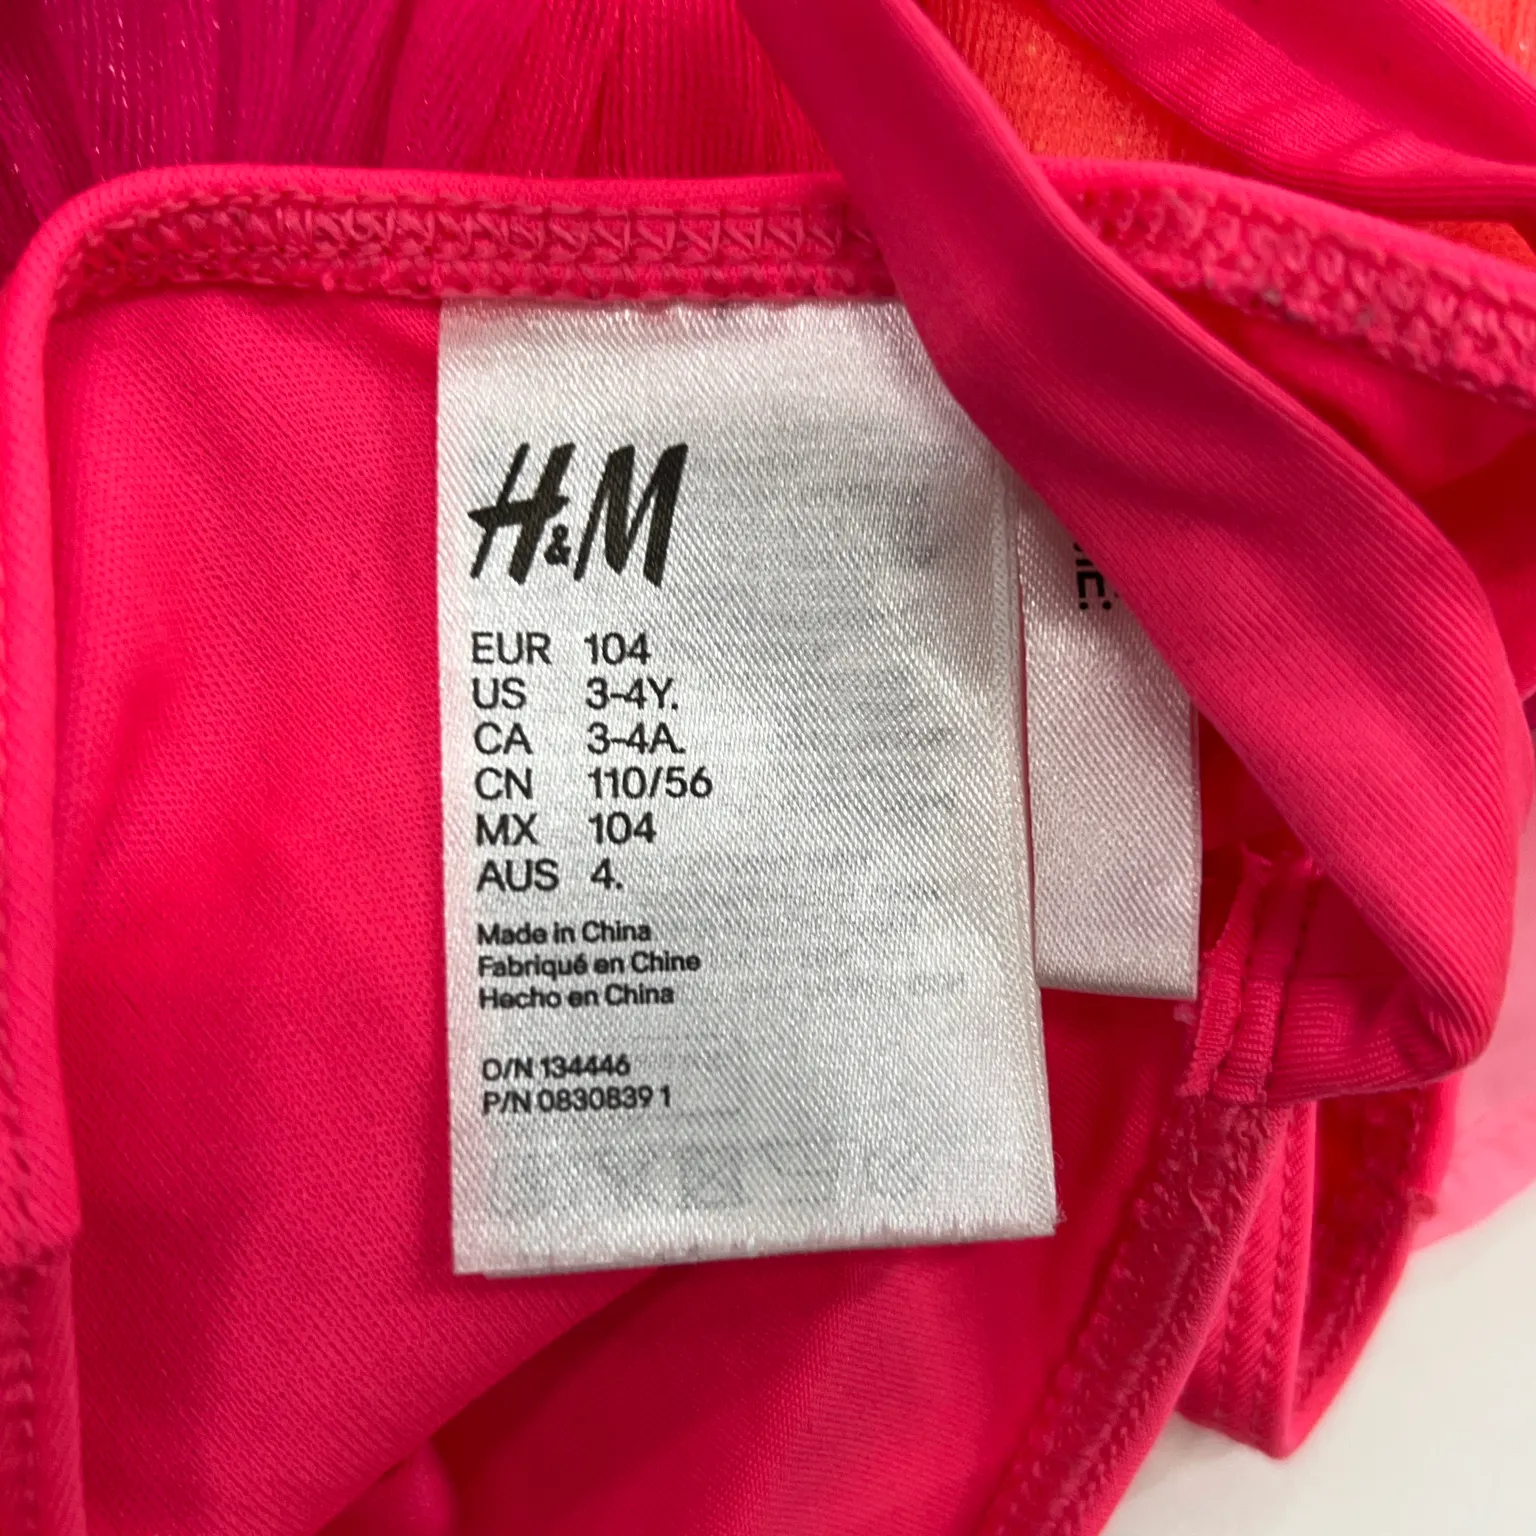 H&M
EUR 104
US 3-4Y.
CA 3-4A.
CN 110/56
MX 104
AUS 4.
Made in China
Fabriqué en Chine
Hecho en China
O/N 134446
P/N 0830839 1